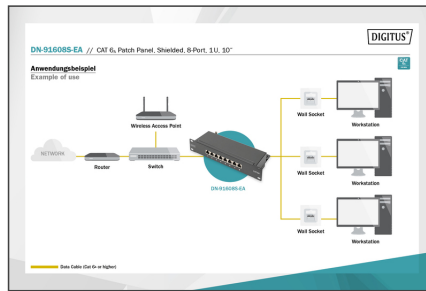 DIGITUS®
DN-91608S-EA // CAT 6A Patch Panel, Shielded, 8-Port, 1U, 10"
CAT
Anwendungsbeispiel
Example of use
Wall Socket
Workstation
Wireless Access Point
NETWORK
Router
Switch
DN-91608S-EA
Wall Socket
Workstation
Wall Socket
Workstation
Data Cable (Cat 6A or higher)